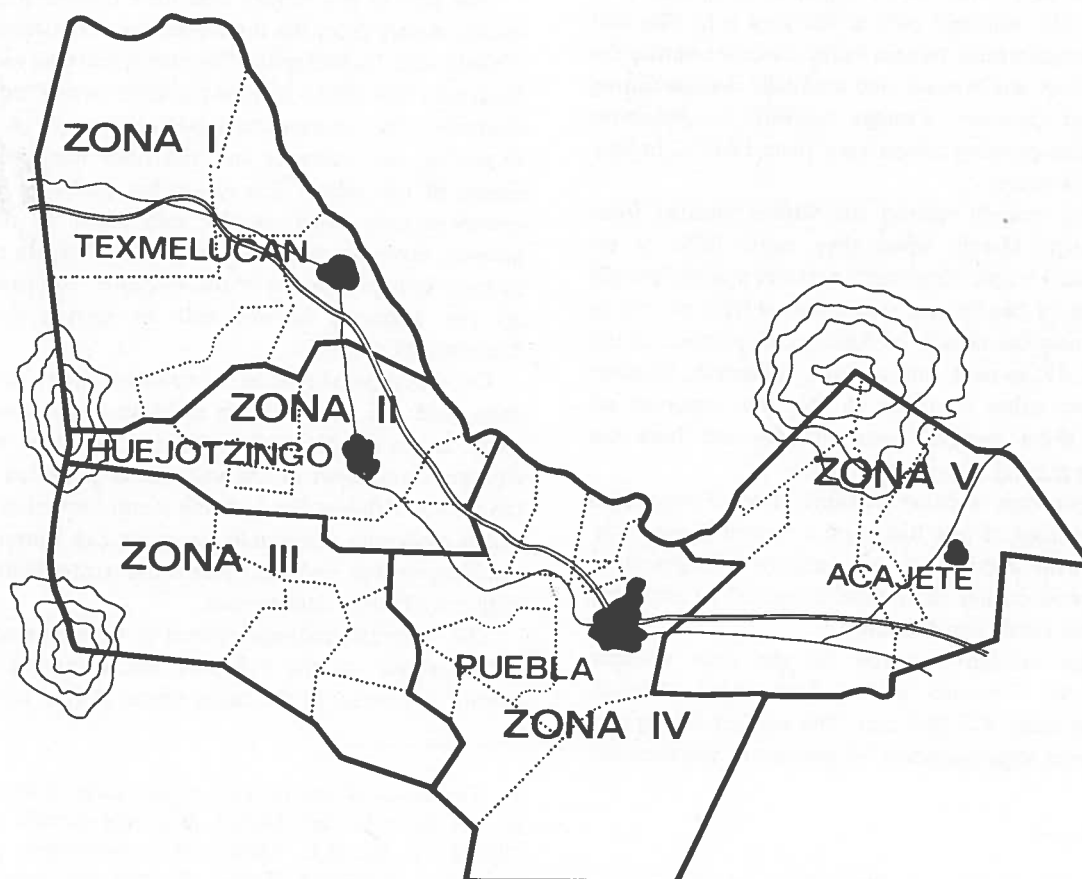 ZONA I
TEXMELUCAN
ZONA II
HUEJOTZINGO
ZONA V
ZONA III
ACAJETE
PUEBLA
ZONA IV